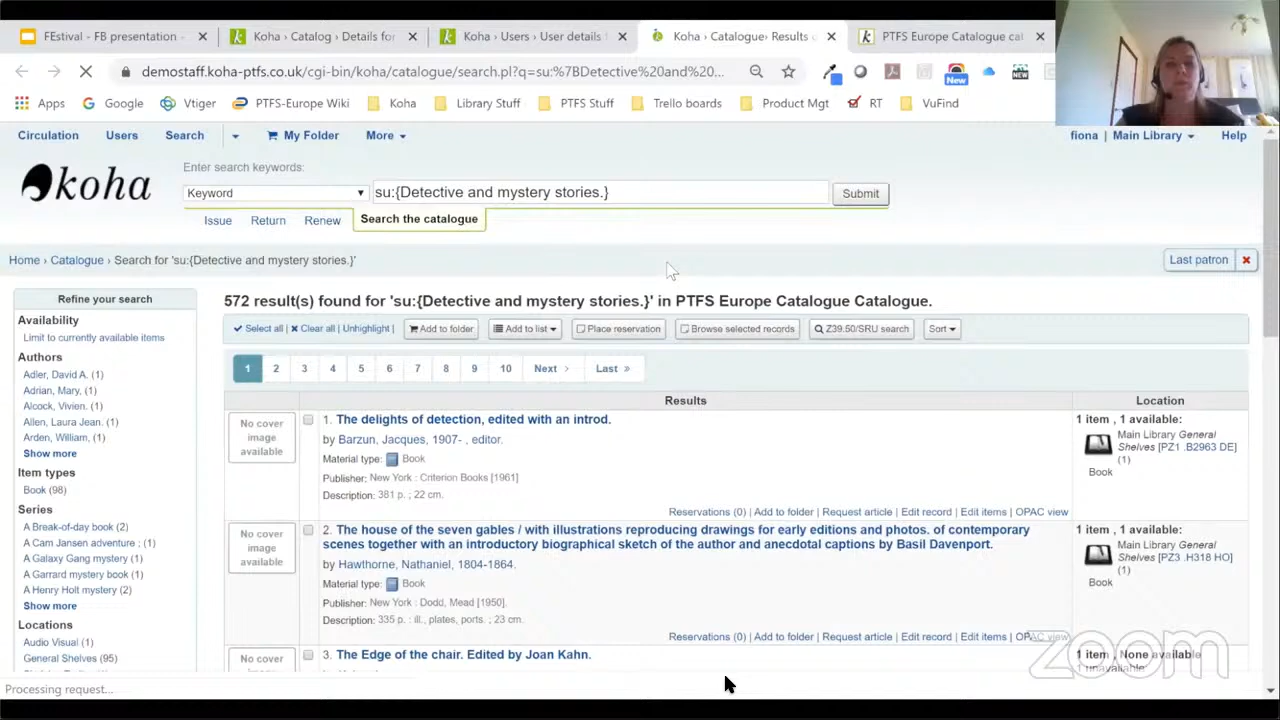 FEstival - FB presentation -
Koha › Catalog › Details for
Koha › Users › User details
Koha › Catalogue› Results o
PTFS Europe Catalogue cat
demostaff.koha-ptfs.co.uk/cgi-bin/koha/catalogue/search.pl?q=su:%7BDetective%20and%20...
New
NEW
Apps
Google
Vtiger
PTFS-Europe Wiki
Koha
Library Stuff
PTFS Stuff
Trello boards
Product Mgt
RT
VuFind
Circulation
Users
Search
My Folder
More
fiona | Main Library
Help
koha
Enter search keywords:
Keyword
su:{Detective and mystery stories.}
Submit
Issue
Return
Renew
Search the catalogue
Home › Catalogue › Search for 'su:{Detective and mystery stories.}'
Last patron
Refine your search
Availability
Limit to currently available items
Authors
Adler, David A. (1)
Adrian, Mary. (1)
Alcock, Vivien. (1)
Allen, Laura Jean. (1)
Arden, William, (1)
Show more
Item types
Book (98)
Series
A Break-of-day book (2)
A Cam Jansen adventure ; (1)
A Galaxy Gang mystery (1)
A Garrard mystery book (1)
A Henry Holt mystery (2)
Show more
Locations
Audio Visual (1)
General Shelves (95)
572 result(s) found for 'su:{Detective and mystery stories.}' in PTFS Europe Catalogue Catalogue.
Select all | Clear all | Unhighlight |
Add to folder
Add to list
Place reservation
Browse selected records
Z39.50/SRU search
Sort
1 2 3 4 5 6 7 8 9 10 Next › Last »
Results
Location
No cover
image
available
1. The delights of detection, edited with an introd.
by Barzun, Jacques, 1907- , editor.
Material type: Book
Publisher: New York : Criterion Books [1961]
Description: 381 p. ; 22 cm.
Reservations (0) | Add to folder | Request article | Edit record | Edit items | OPAC view
1 item , 1 available:
Main Library General
Shelves [PZ1 .B2963 DE]
(1)
Book
No cover
image
available
2. The house of the seven gables / with illustrations reproducing drawings for early editions and photos. of contemporary
scenes together with an introductory biographical sketch of the author and anecdotal captions by Basil Davenport.
by Hawthorne, Nathaniel, 1804-1864.
Material type: Book
Publisher: New York : Dodd, Mead [1950],
Description: 335 p. : ill., plates, ports. ; 23 cm.
Reservations (0) | Add to folder | Request article | Edit record | Edit items | OPAC view
1 item , 1 available:
Main Library General
Shelves [PZ3 .H318 HO]
(1)
Book
No cover
3. The Edge of the chair. Edited by Joan Kahn.
1 item , None available
1 unavailable
zoom
Processing request...